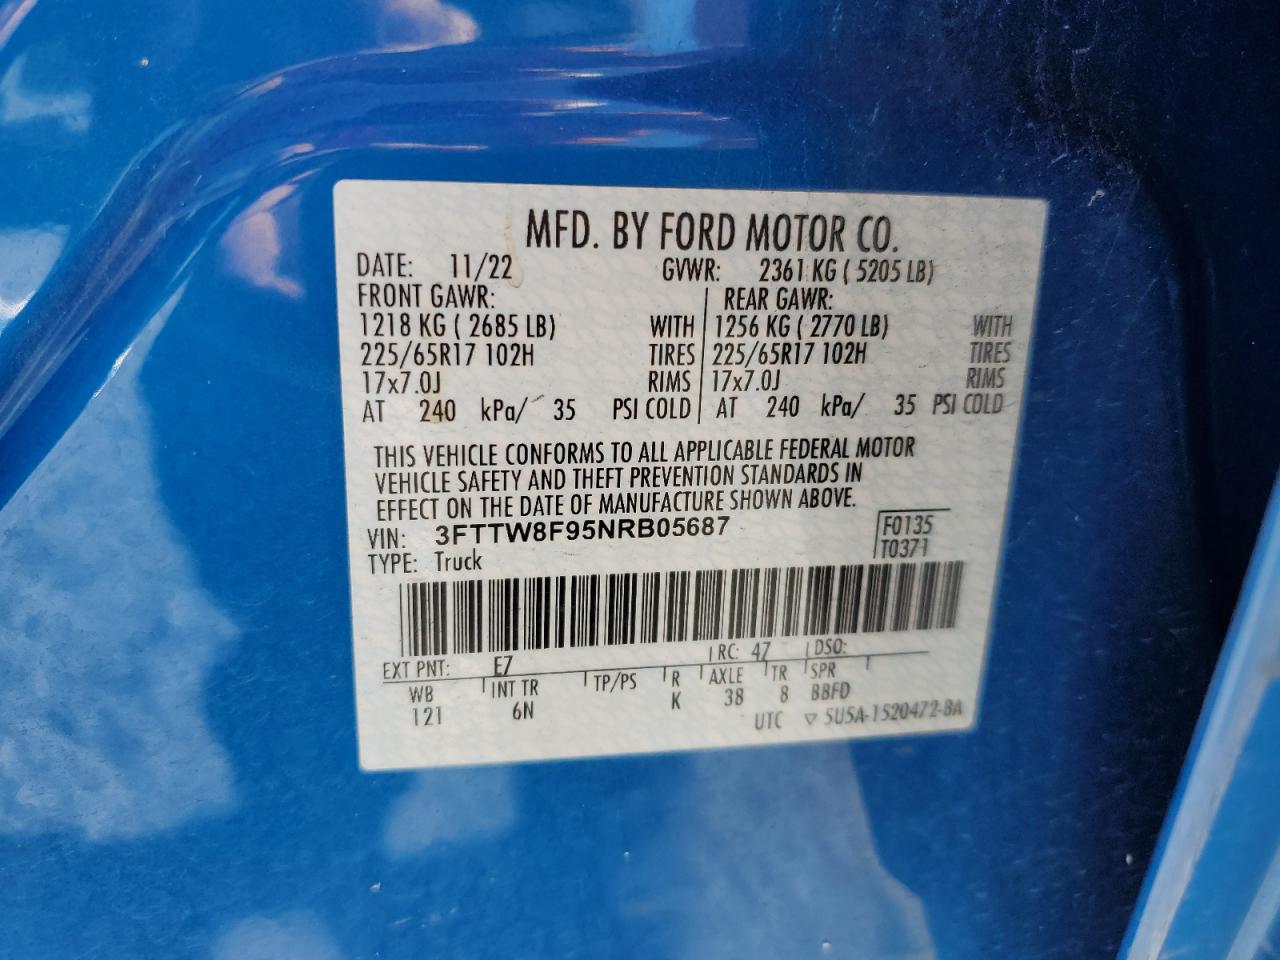 MFD. BY FORD MOTOR CO.
DATE: 11/22 GVWR: 2361 KG ( 5205 LB)
FRONT GAWR: REAR GAWR:
1218 KG ( 2685 LB) WITH 1256 KG ( 2770 LB) WITH
225/65R17 102H TIRES 225/65R17 102H TIRES
17x7.0J RIMS 17x7.0J RIMS
AT 240 kPa/ 35 PSI COLD AT 240 kPa/ 35 PSI COLD
THIS VEHICLE CONFORMS TO ALL APPLICABLE FEDERAL MOTOR
VEHICLE SAFETY AND THEFT PREVENTION STANDARDS IN
EFFECT ON THE DATE OF MANUFACTURE SHOWN ABOVE.
VIN: 3FTTW8F95NRB05687 F0135
TYPE: Truck T0371
EXT PNT: E7 RC: 47 DSO:
WB INT TR TP/PS R AXLE TR SPR
121 6N K 38 8 BBFD
UTC ▽ 5U5A-1520472-BA